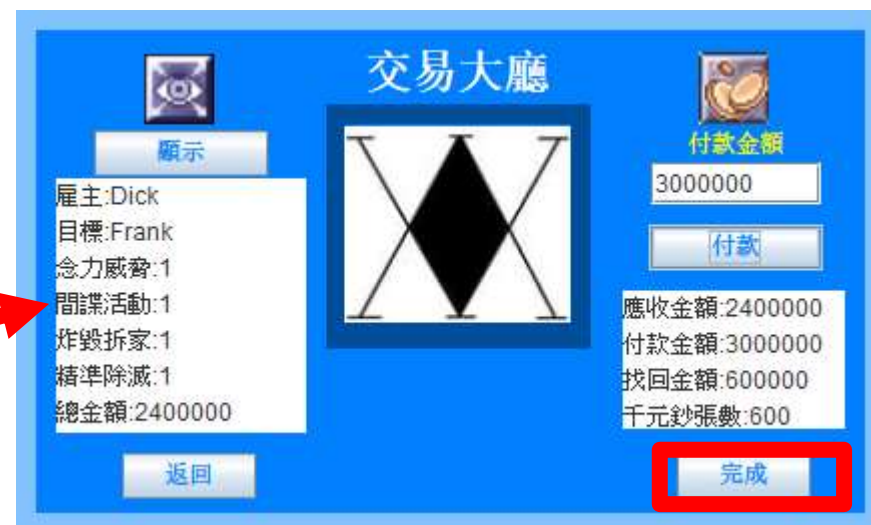 交易大廳
顯示
雇主:Dick
目標:Frank
念力威脅:1
間諜活動:1
炸毀拆家:1
精準除滅:1
總金額:2400000
返回
付款金額
3000000
付款
應收金額:2400000
付款金額:3000000
找回金額:600000
千元鈔張數:600
完成